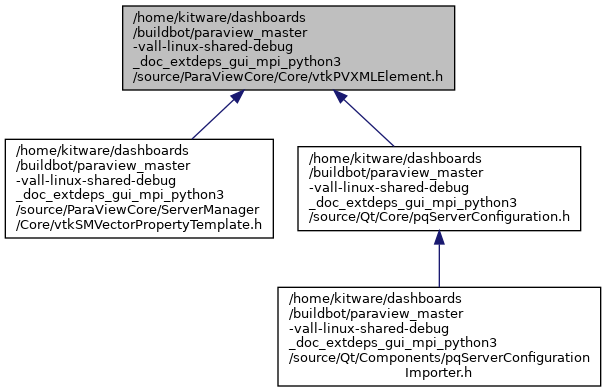 /home/kitware/dashboards
/buildbot/paraview_master
-vall-linux-shared-debug
_doc_extdeps_gui_mpi_python3
/source/ParaViewCore/Core/vtkPVXMLElement.h
/home/kitware/dashboards
/buildbot/paraview_master
-vall-linux-shared-debug
_doc_extdeps_gui_mpi_python3
/source/ParaViewCore/ServerManager
/Core/vtkSMVectorPropertyTemplate.h
/home/kitware/dashboards
/buildbot/paraview_master
-vall-linux-shared-debug
_doc_extdeps_gui_mpi_python3
/source/Qt/Core/pqServerConfiguration.h
/home/kitware/dashboards
/buildbot/paraview_master
-vall-linux-shared-debug
_doc_extdeps_gui_mpi_python3
/source/Qt/Components/pqServerConfiguration
Importer.h